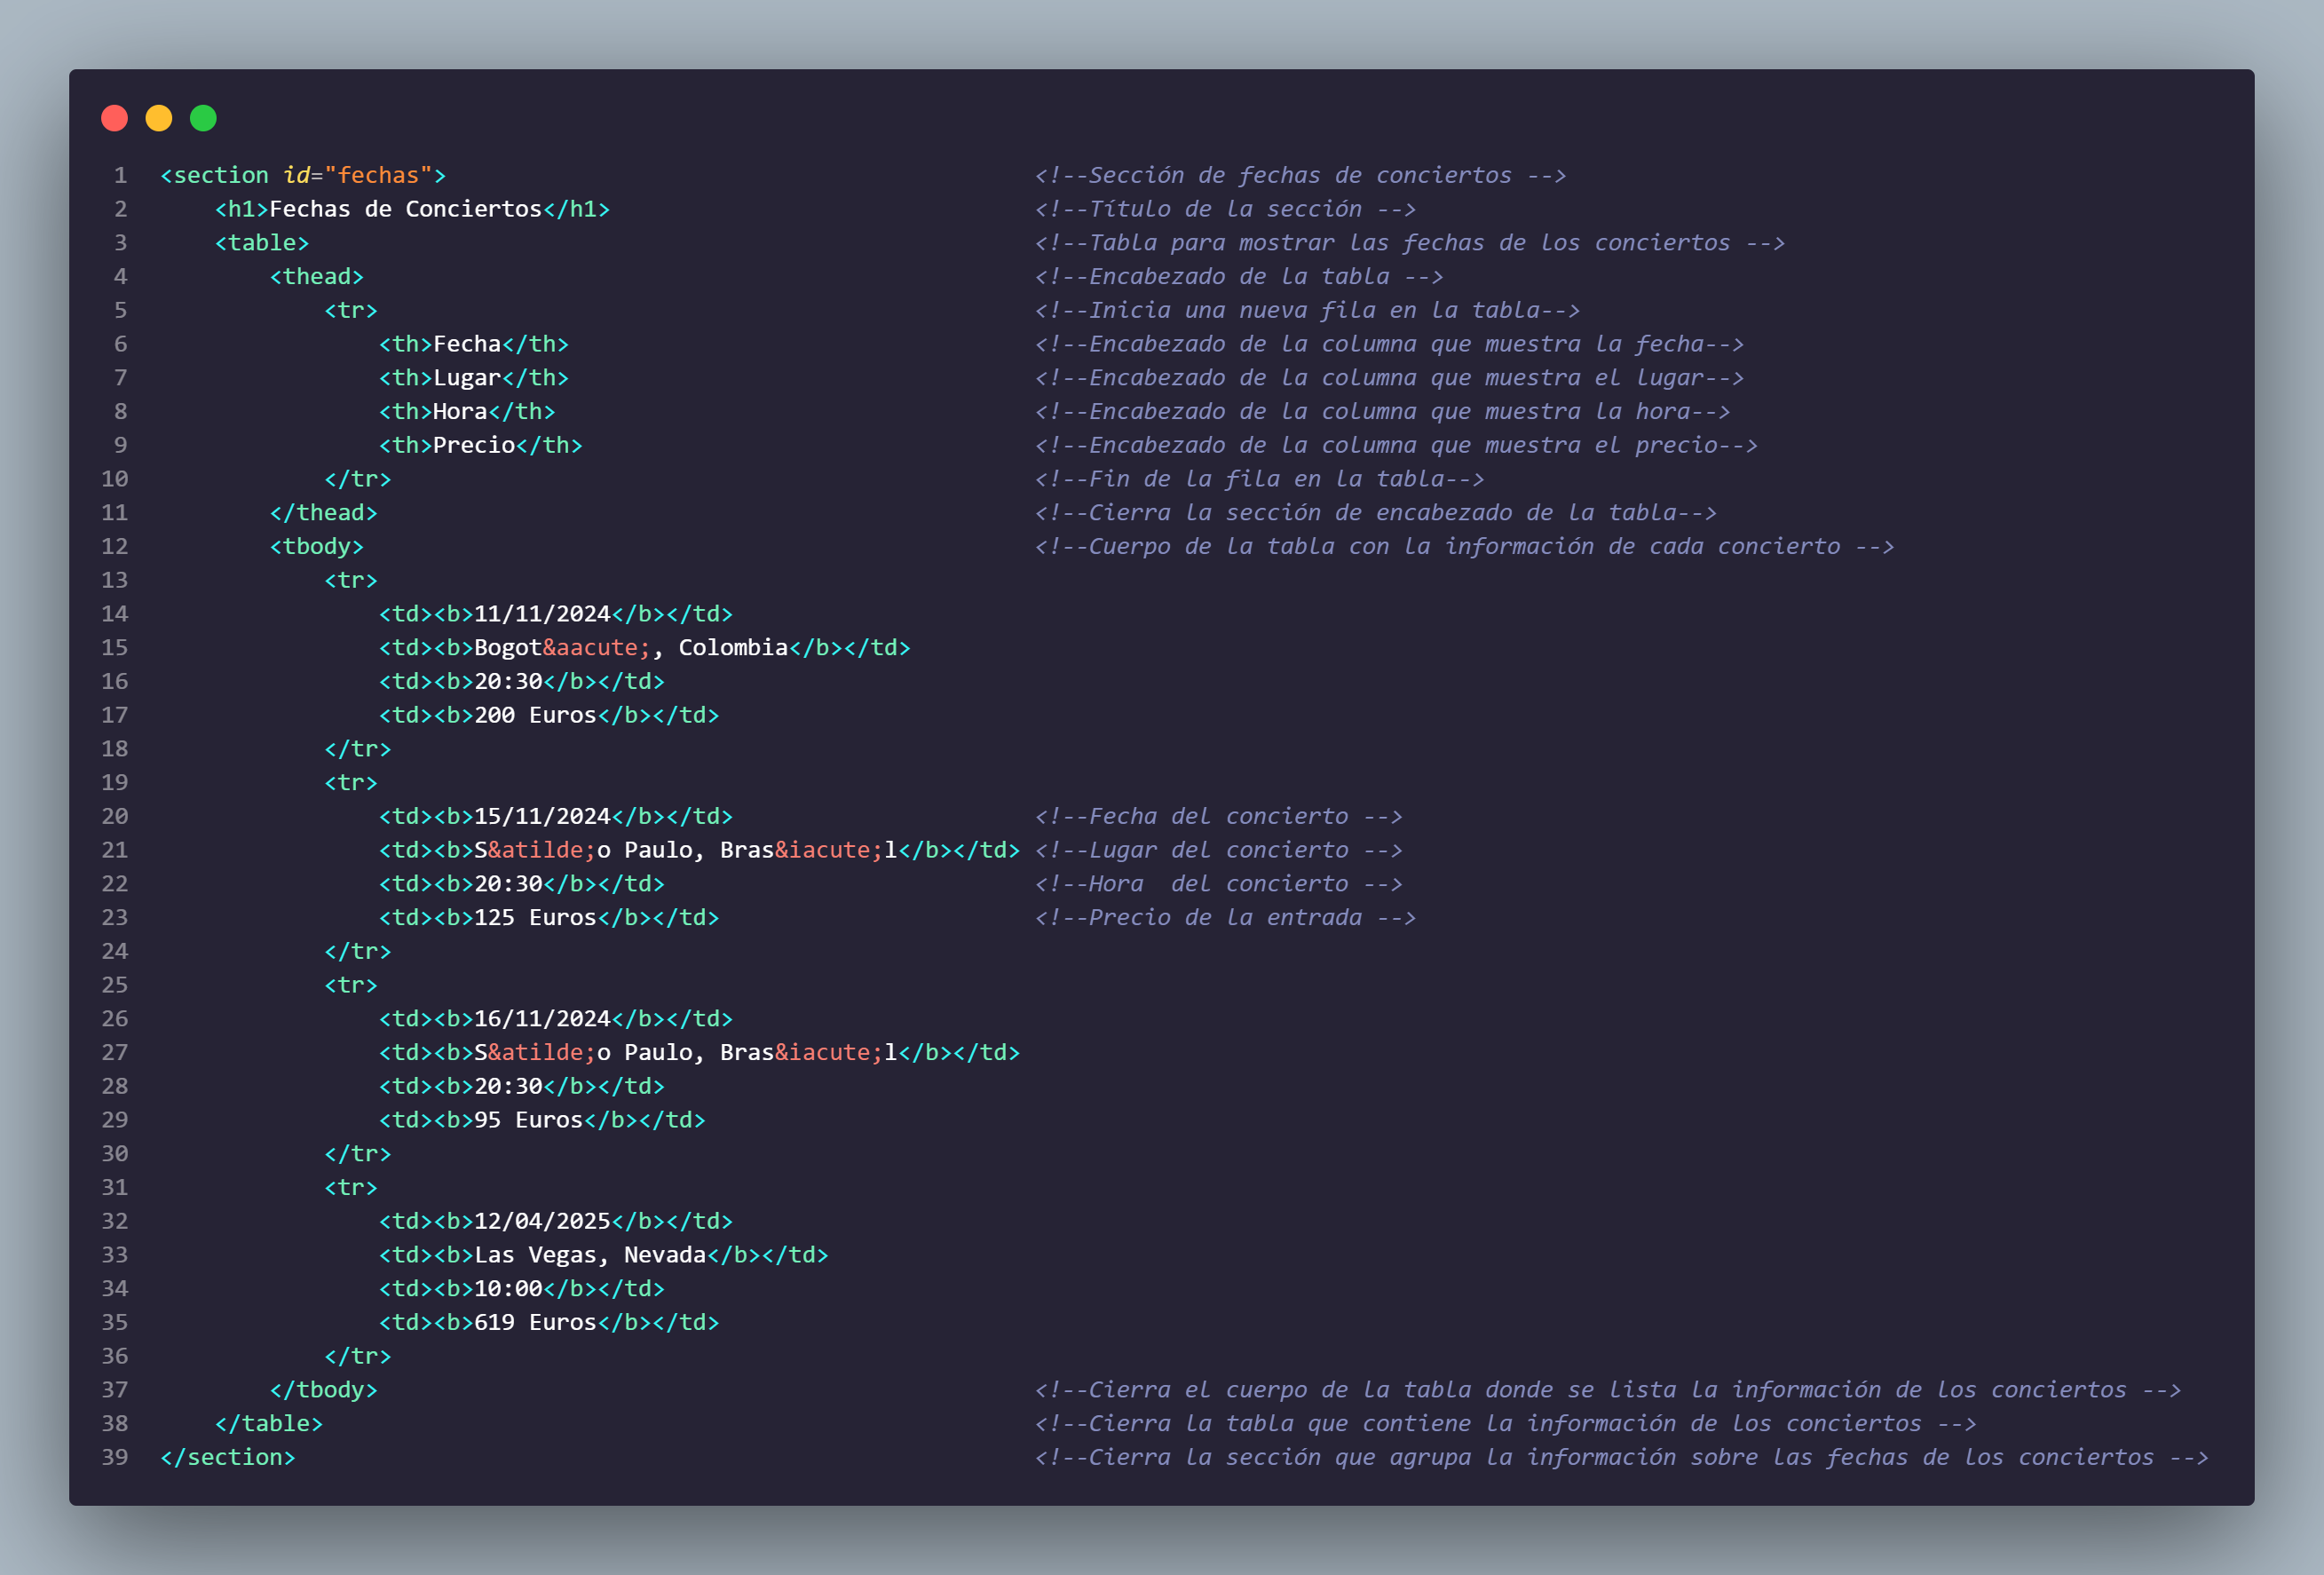 1 <section id="fechas"> <!--Sección de fechas de conciertos -->
2 <h1>Fechas de Conciertos</h1> <!--Título de la sección -->
3 <table> <!--Tabla para mostrar las fechas de los conciertos -->
4 <thead> <!--Encabezado de la tabla -->
5 <tr> <!--Inicia una nueva fila en la tabla-->
6 <th>Fecha</th> <!--Encabezado de la columna que muestra la fecha-->
7 <th>Lugar</th> <!--Encabezado de la columna que muestra el lugar-->
8 <th>Hora</th> <!--Encabezado de la columna que muestra la hora-->
9 <th>Precio</th> <!--Encabezado de la columna que muestra el precio-->
10 </tr> <!--Fin de la fila en la tabla-->
11 </thead> <!--Cierra la sección de encabezado de la tabla-->
12 <tbody> <!--Cuerpo de la tabla con la información de cada concierto -->
13 <tr>
14 <td><b>11/11/2024</b></td>
15 <td><b>Bogot&aacute;, Colombia</b></td>
16 <td><b>20:30</b></td>
17 <td><b>200 Euros</b></td>
18 </tr>
19 <tr>
20 <td><b>15/11/2024</b></td> <!--Fecha del concierto -->
21 <td><b>S&atilde;o Paulo, Bras&iacute;l</b></td> <!--Lugar del concierto -->
22 <td><b>20:30</b></td> <!--Hora  del concierto -->
23 <td><b>125 Euros</b></td> <!--Precio de la entrada -->
24 </tr>
25 <tr>
26 <td><b>16/11/2024</b></td>
27 <td><b>S&atilde;o Paulo, Bras&iacute;l</b></td>
28 <td><b>20:30</b></td>
29 <td><b>95 Euros</b></td>
30 </tr>
31 <tr>
32 <td><b>12/04/2025</b></td>
33 <td><b>Las Vegas, Nevada</b></td>
34 <td><b>10:00</b></td>
35 <td><b>619 Euros</b></td>
36 </tr>
37 </tbody> <!--Cierra el cuerpo de la tabla donde se lista la información de los conciertos -->
38 </table> <!--Cierra la tabla que contiene la información de los conciertos -->
39 </section> <!--Cierra la sección que agrupa la información sobre las fechas de los conciertos -->